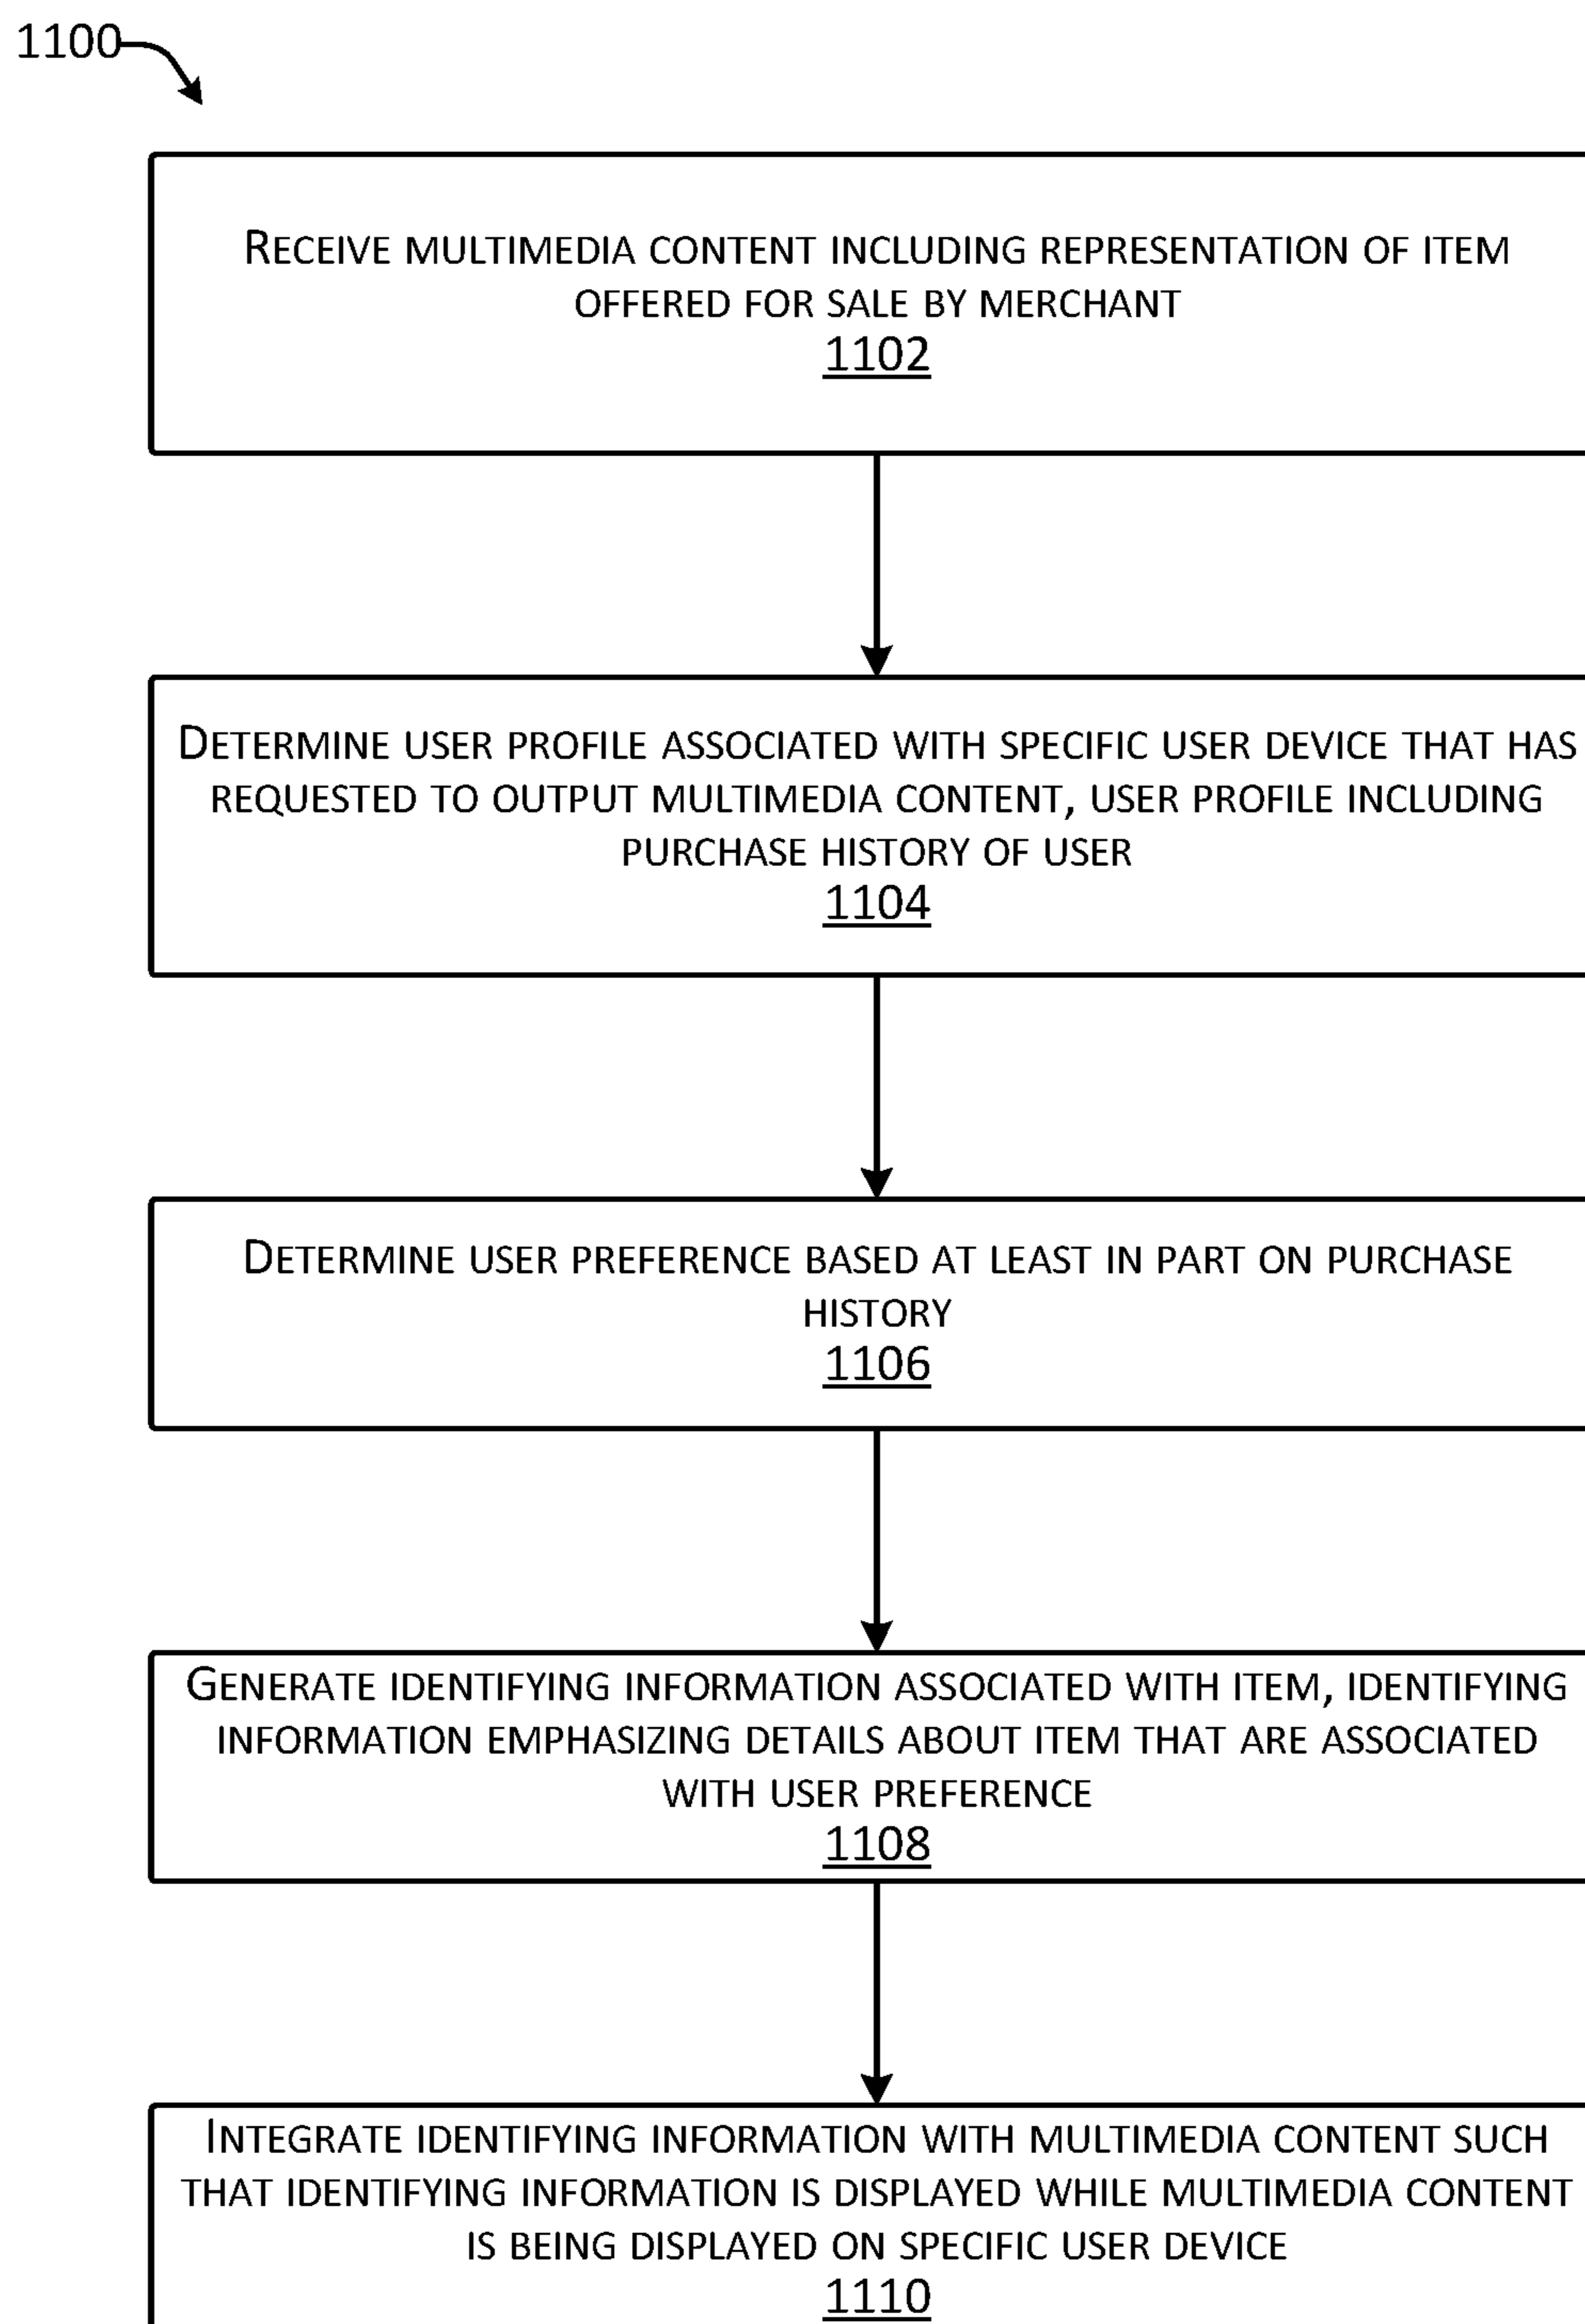 1100
RECEIVE MULTIMEDIA CONTENT INCLUDING REPRESENTATION OF ITEM
OFFERED FOR SALE BY MERCHANT
1102
DETERMINE USER PROFILE ASSOCIATED WITH SPECIFIC USER DEVICE THAT HAS
REQUESTED TO OUTPUT MULTIMEDIA CONTENT, USER PROFILE INCLUDING
PURCHASE HISTORY OF USER
1104
DETERMINE USER PREFERENCE BASED AT LEAST IN PART ON PURCHASE
HISTORY
1106
GENERATE IDENTIFYING INFORMATION ASSOCIATED WITH ITEM, IDENTIFYING
INFORMATION EMPHASIZING DETAILS ABOUT ITEM THAT ARE ASSOCIATED
WITH USER PREFERENCE
1108
INTEGRATE IDENTIFYING INFORMATION WITH MULTIMEDIA CONTENT SUCH
THAT IDENTIFYING INFORMATION IS DISPLAYED WHILE MULTIMEDIA CONTENT
IS BEING DISPLAYED ON SPECIFIC USER DEVICE
1110